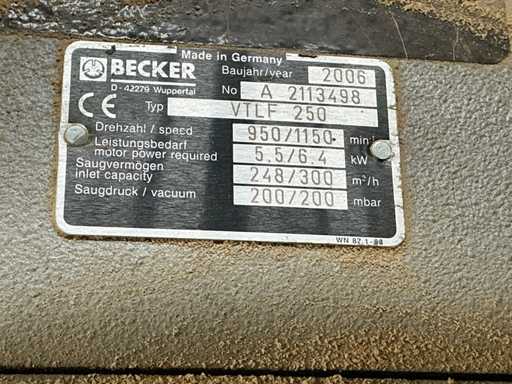 Made in Germany
BECKER
Baujahr/year 2006
D-42279 Wuppertal
No A 2113498
CE Typ VTLF 250
Drehzahl / speed 950/1150 min-1
Leistungsbedarf
motor power required 5.5/6.4 kW
Saugvermögen
inlet capacity 248/300 m³/h
Saugdruck / vacuum 200/200 mbar